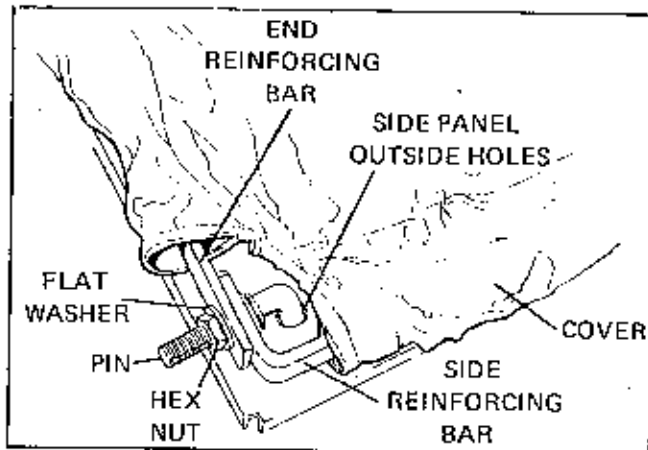 END
REINFORCING
BAR
SIDE PANEL
OUTSIDE HOLES
FLAT
WASHER
PIN
HEX
NUT
COVER
SIDE
REINFORCING
BAR